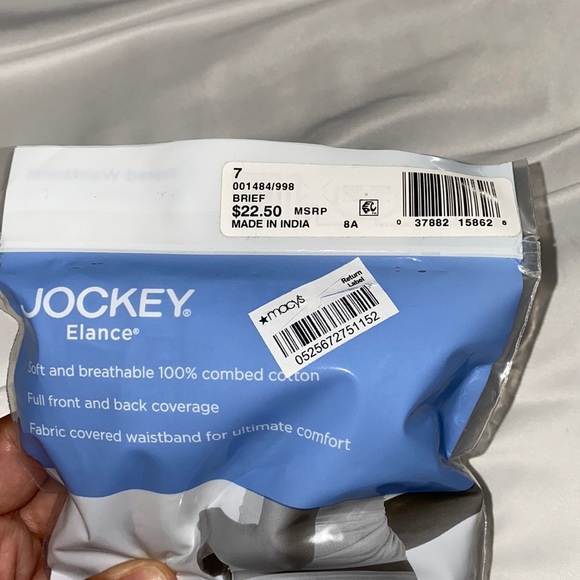 7
001484/998
BRIEF
$22.50 MSRP
MADE IN INDIA 8A
0 37882 15862 8
JOCKEY®
Elance®
★macy's
Return
Label
0525672751152
Soft and breathable 100% combed cotton
Full front and back coverage
Fabric covered waistband for ultimate comfort